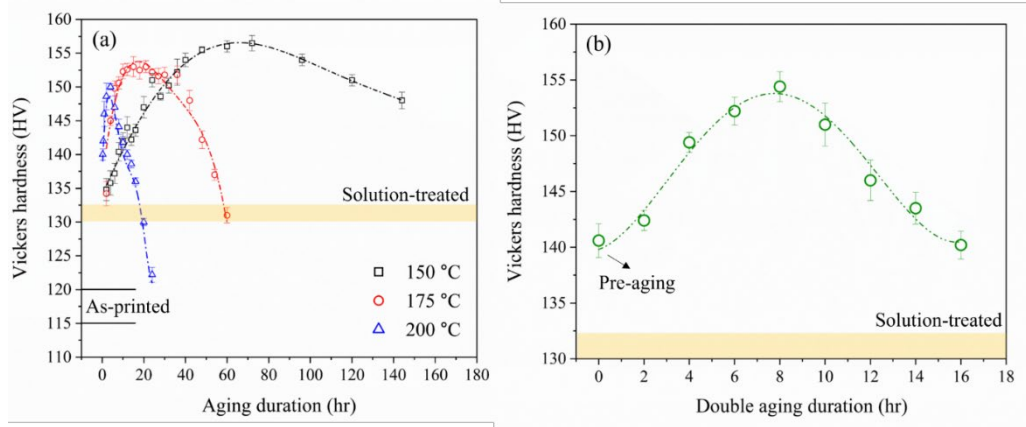 (a)
Vickers hardness (HV)
160
155
150
145
140
135
130
125
120
115
110
Solution-treated
As-printed
150 °C
175 °C
200 °C
0 20 40 60 80 100 120 140 160 180
Aging duration (hr)
(b)
Vickers hardness (HV)
160
155
150
145
140
135
130
Pre-aging
Solution-treated
0 2 4 6 8 10 12 14 16 18
Double aging duration (hr)